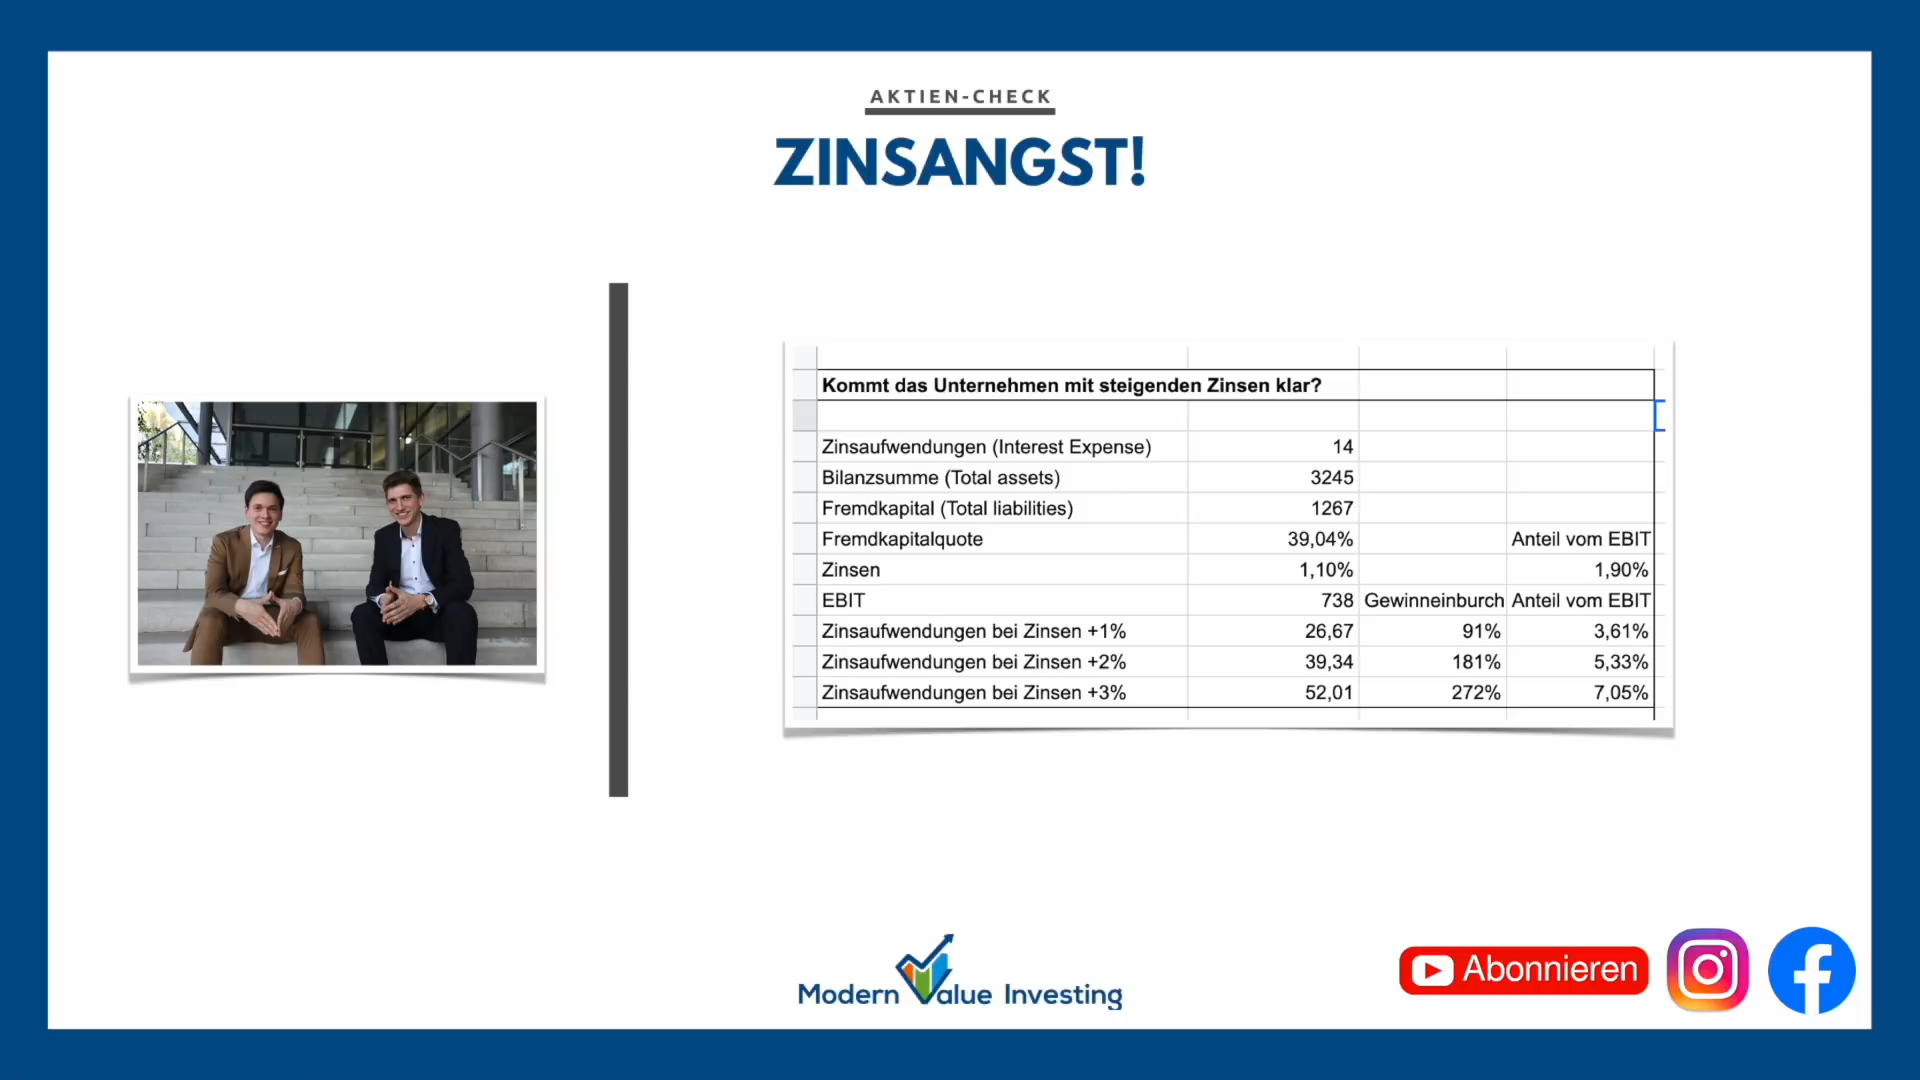 AKTIEN-CHECK
ZINSANGST!
Kommt das Unternehmen mit steigenden Zinsen klar?
Zinsaufwendungen (Interest Expense) 14
Bilanzsumme (Total assets) 3245
Fremdkapital (Total liabilities) 1267
Fremdkapitalquote 39,04% Anteil vom EBIT
Zinsen 1,10% 1,90%
EBIT 738 Gewinneinburch Anteil vom EBIT
Zinsaufwendungen bei Zinsen +1% 26,67 91% 3,61%
Zinsaufwendungen bei Zinsen +2% 39,34 181% 5,33%
Zinsaufwendungen bei Zinsen +3% 52,01 272% 7,05%
Modern Value Investing
Abonnieren